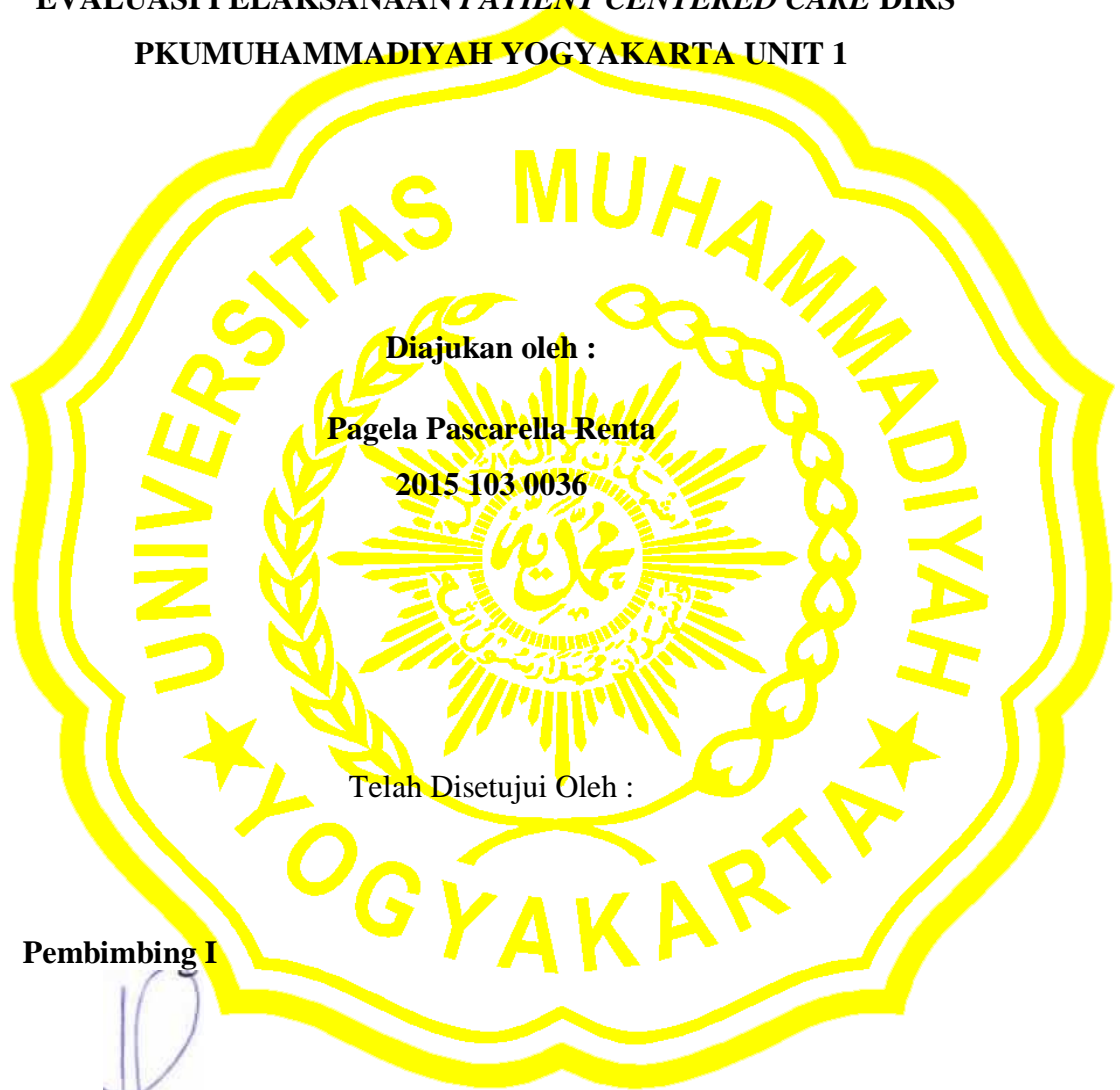 EVALUASI PELAKSANAAN PATIENT CENTERED CARE DIRS
PKUMUHAMMADIYAH YOGYAKARTA UNIT 1
UNIVERSITAS MUHAMMADIYAH
Diajukan oleh :
Pagela Pascarella Renta
2015 103 0036
Telah Disetujui Oleh :
★ YOGYAKARTA ★
Pembimbing I